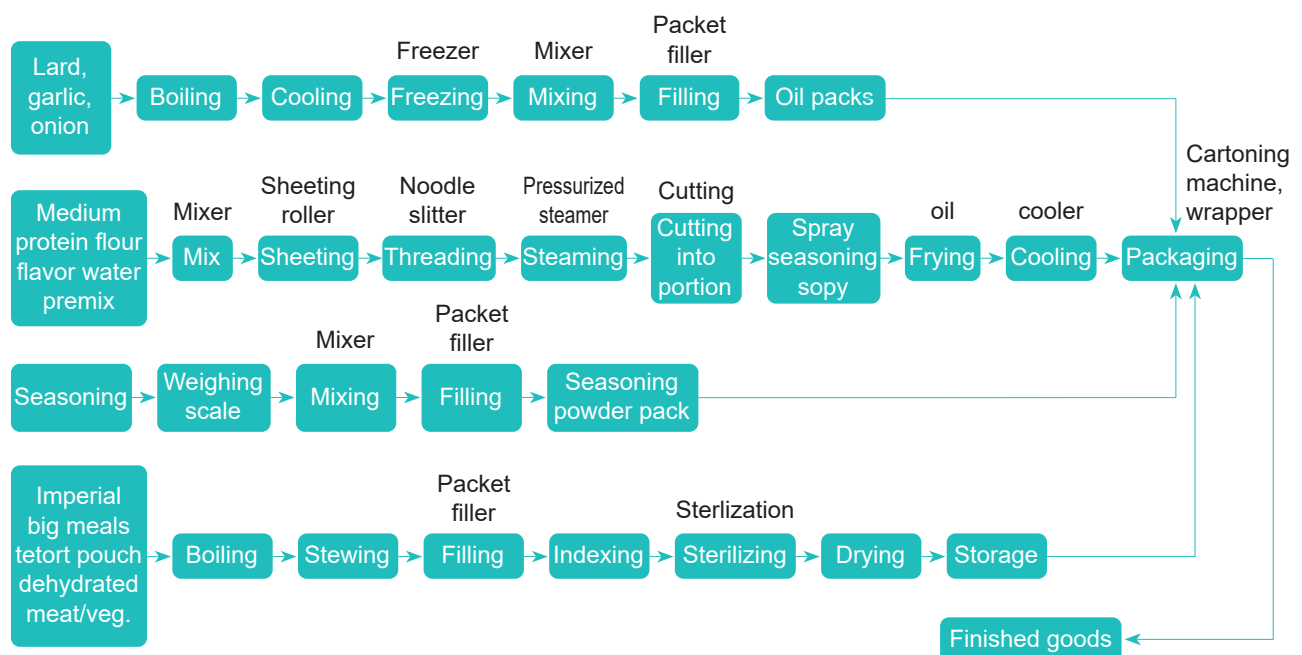 Lard,
garlic,
onion
Boiling
Cooling
Freezer
Freezing
Mixer
Mixing
Packet
filler
Filling
Oil packs
Cartoning
machine,
wrapper
Medium
protein flour
flavor water
premix
Mixer
Mix
Sheeting
roller
Sheeting
Noodle
slitter
Threading
Pressurized
steamer
Steaming
Cutting
Cutting
into
portion
Spray
seasoning
sopy
oil
Frying
cooler
Cooling
Packaging
Seasoning
Weighing
scale
Mixer
Mixing
Packet
filler
Filling
Seasoning
powder pack
Imperial
big meals
tetort pouch
dehydrated
meat/veg.
Boiling
Stewing
Packet
filler
Filling
Indexing
Sterlization
Sterilizing
Drying
Storage
Finished goods